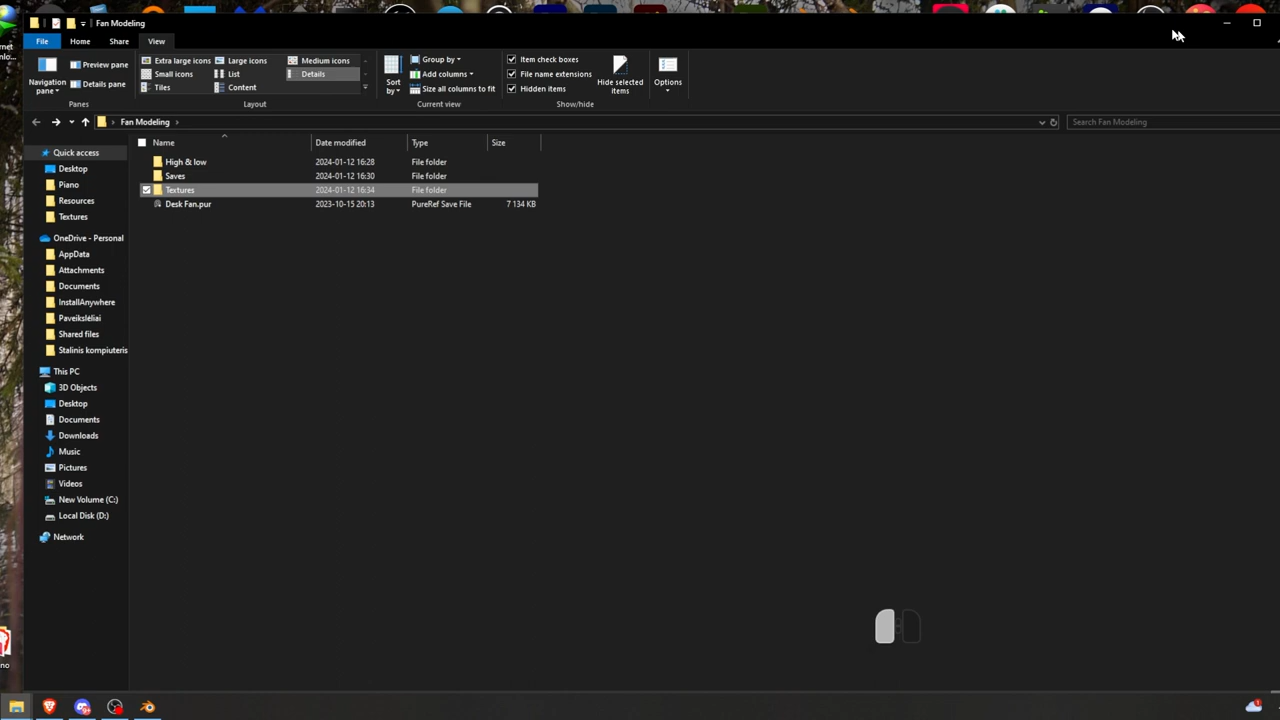 Fan Modeling
File Home Share View
Navigation pane
Preview pane
Details pane
Panes
Extra large icons Large icons Medium icons
Small icons List Details
Tiles Content
Layout
Sort by
Group by
Add columns
Size all columns to fit
Current view
Item check boxes
File name extensions
Hidden items
Hide selected items
Show/hide
Options
Fan Modeling
Search Fan Modeling
Name Date modified Type Size
High & low 2024-01-12 16:28 File folder
Saves 2024-01-12 16:30 File folder
Textures 2024-01-12 16:34 File folder
Desk Fan.pur 2023-10-15 20:13 PureRef Save File 7 134 KB
Quick access
Desktop
Piano
Resources
Textures
OneDrive - Personal
AppData
Attachments
Documents
InstallAnywhere
Paveikslėliai
Shared files
Stalinis kompiuteris
This PC
3D Objects
Desktop
Documents
Downloads
Music
Pictures
Videos
New Volume (C:)
Local Disk (D:)
Network